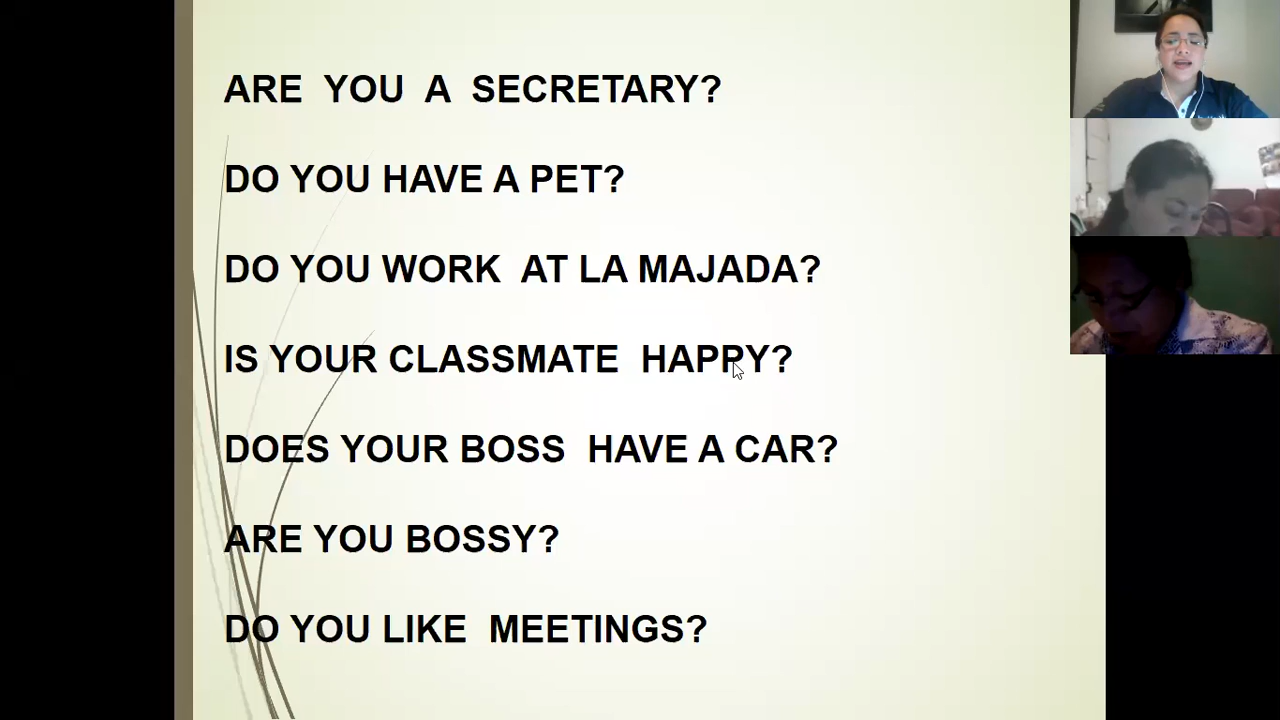 ARE YOU A SECRETARY?
DO YOU HAVE A PET?
DO YOU WORK AT LA MAJADA?
IS YOUR CLASSMATE HAPPY?
DOES YOUR BOSS HAVE A CAR?
ARE YOU BOSSY?
DO YOU LIKE MEETINGS?